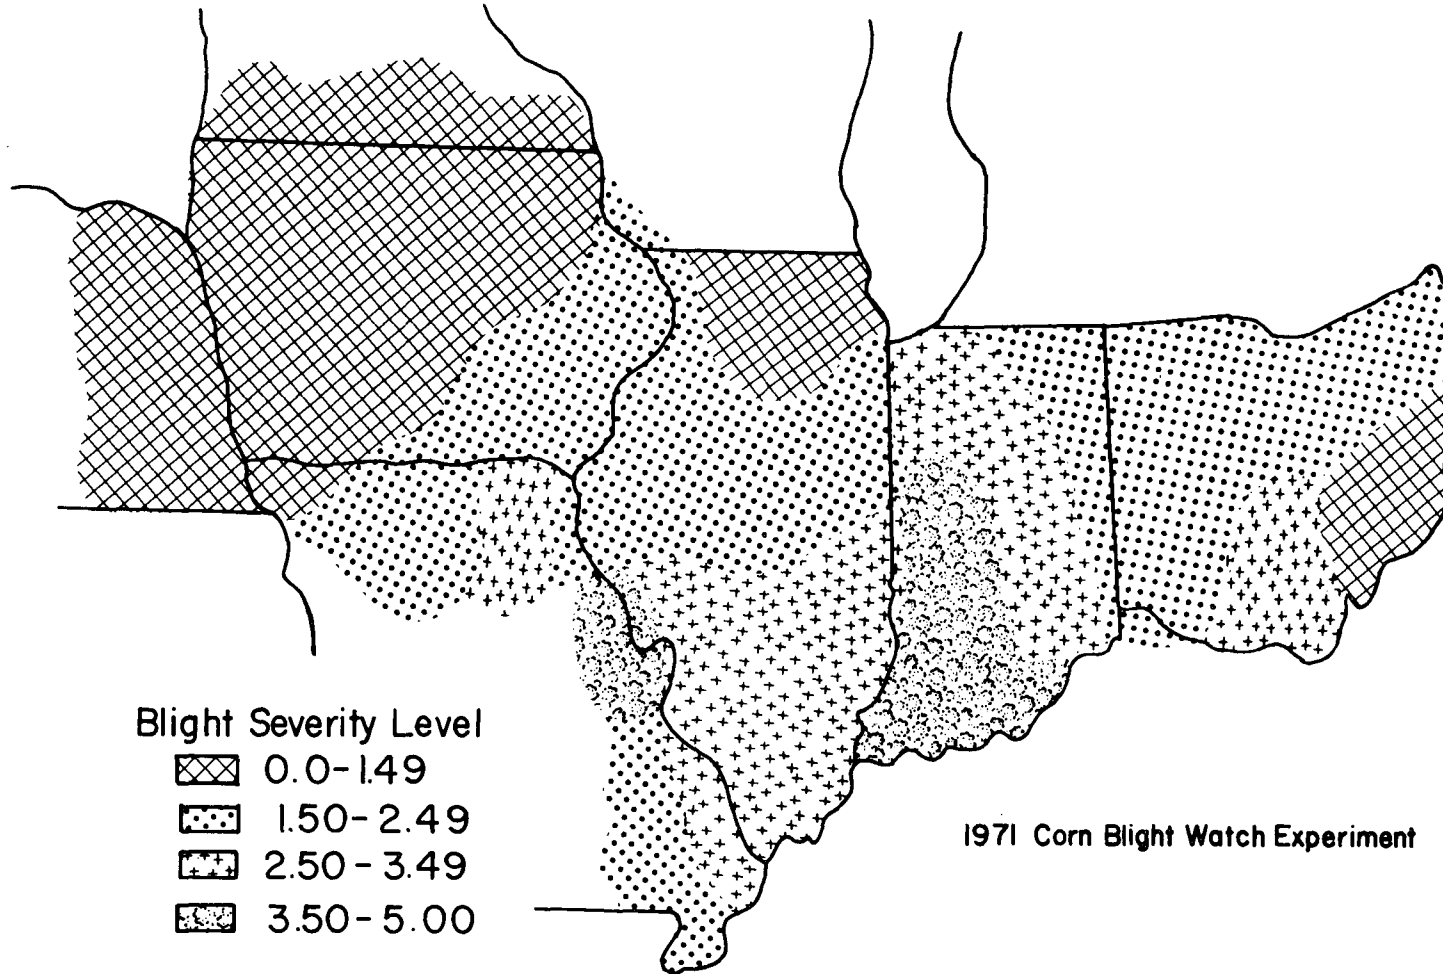 Blight Severity Level
0.0-1.49
1.50-2.49
2.50-3.49
3.50-5.00
1971 Corn Blight Watch Experiment